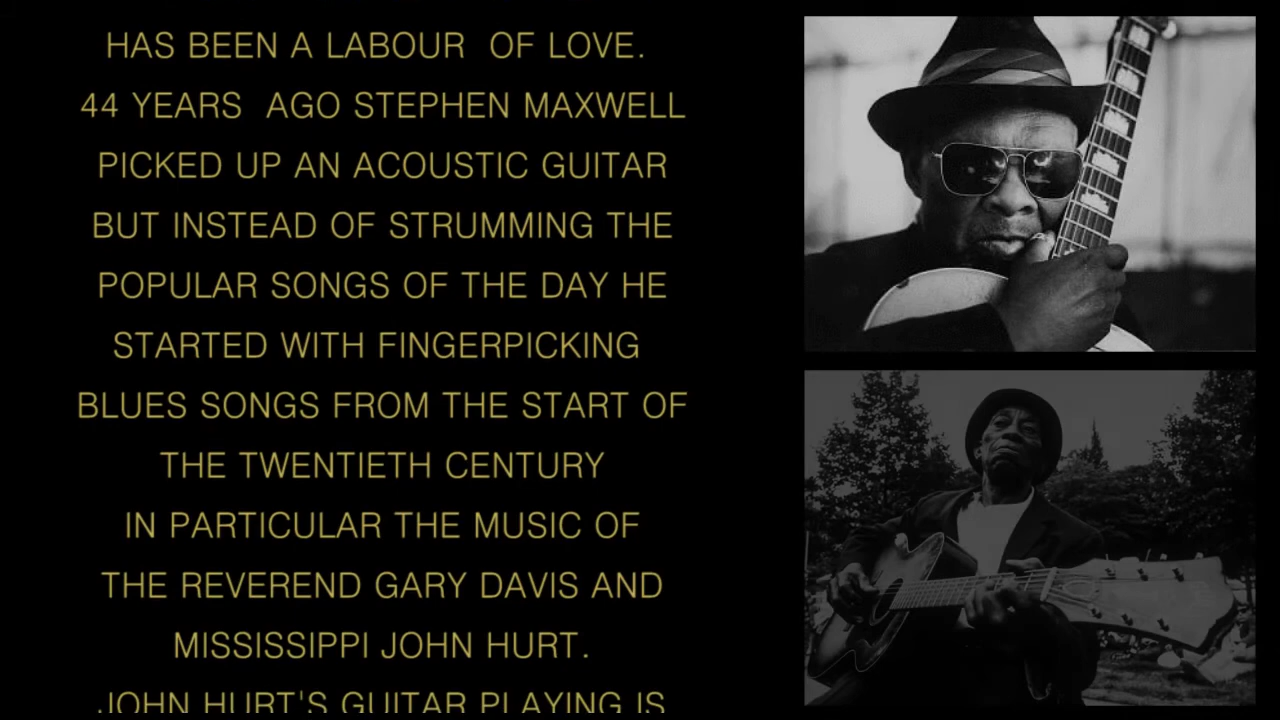 HAS BEEN A LABOUR OF LOVE.
44 YEARS AGO STEPHEN MAXWELL
PICKED UP AN ACOUSTIC GUITAR
BUT INSTEAD OF STRUMMING THE
POPULAR SONGS OF THE DAY HE
STARTED WITH FINGERPICKING
BLUES SONGS FROM THE START OF
THE TWENTIETH CENTURY
IN PARTICULAR THE MUSIC OF
THE REVEREND GARY DAVIS AND
MISSISSIPPI JOHN HURT.
JOHN HURT'S GUITAR PLAYING IS